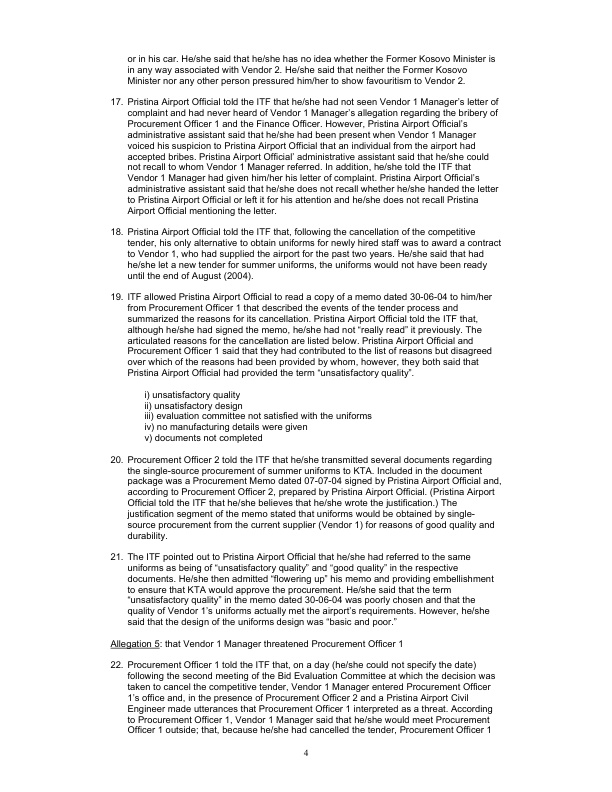 or in his car. He/she said that he/she has no idea whether the Former Kosovo Minister is
in any way associated with Vendor 2. He/she said that neither the Former Kosovo
Minister nor any other person pressured him/her to show favouritism to Vendor 2.
17. Pristina Airport Official told the ITF that he/she had not seen Vendor 1 Manager's letter of
complaint and had never heard of Vendor 1 Manager's allegation regarding the bribery of
Procurement Officer 1 and the Finance Officer. However, Pristina Airport Official's
administrative assistant said that he/she had been present when Vendor 1 Manager
voiced his suspicion to Pristina Airport Official that an individual from the airport had
accepted bribes. Pristina Airport Official' administrative assistant said that he/she could
not recall to whom Vendor 1 Manager referred. In addition, he/she told the ITF that
Vendor 1 Manager had given him/her his letter of complaint. Pristina Airport Official's
administrative assistant said that he/she does not recall whether he/she handed the letter
to Pristina Airport Official or left it for his attention and he/she does not recall Pristina
Airport Official mentioning the letter.
18. Pristina Airport Official told the ITF that, following the cancellation of the competitive
tender, his only alternative to obtain uniforms for newly hired staff was to award a contract
to Vendor 1, who had supplied the airport for the past two years. He/she said that had
he/she let a new tender for summer uniforms, the uniforms would not have been ready
until the end of August (2004).
19. ITF allowed Pristina Airport Official to read a copy of a memo dated 30-06-04 to him/her
from Procurement Officer 1 that described the events of the tender process and
summarized the reasons for its cancellation. Pristina Airport Official told the ITF that,
although he/she had signed the memo, he/she had not "really read" it previously. The
articulated reasons for the cancellation are listed below. Pristina Airport Official and
Procurement Officer 1 said that they had contributed to the list of reasons but disagreed
over which of the reasons had been provided by whom, however, they both said that
Pristina Airport Official had provided the term "unsatisfactory quality".
i) unsatisfactory quality
ii) unsatisfactory design
iii) evaluation committee not satisfied with the uniforms
iv) no manufacturing details were given
v) documents not completed
20. Procurement Officer 2 told the ITF that he/she transmitted several documents regarding
the single-source procurement of summer uniforms to KTA. Included in the document
package was a Procurement Memo dated 07-07-04 signed by Pristina Airport Official and,
according to Procurement Officer 2, prepared by Pristina Airport Official. (Pristina Airport
Official told the ITF that he/she believes that he/she wrote the justification.) The
justification segment of the memo stated that uniforms would be obtained by single-
source procurement from the current supplier (Vendor 1) for reasons of good quality and
durability.
21. The ITF pointed out to Pristina Airport Official that he/she had referred to the same
uniforms as being of "unsatisfactory quality" and "good quality" in the respective
documents. He/she then admitted "flowering up" his memo and providing embellishment
to ensure that KTA would approve the procurement. He/she said that the term
"unsatisfactory quality" in the memo dated 30-06-04 was poorly chosen and that the
quality of Vendor 1's uniforms actually met the airport's requirements. However, he/she
said that the design of the uniforms design was "basic and poor."
Allegation 5: that Vendor 1 Manager threatened Procurement Officer 1
22. Procurement Officer 1 told the ITF that, on a day (he/she could not specify the date)
following the second meeting of the Bid Evaluation Committee at which the decision was
taken to cancel the competitive tender, Vendor 1 Manager entered Procurement Officer
1's office and, in the presence of Procurement Officer 2 and a Pristina Airport Civil
Engineer made utterances that Procurement Officer 1 interpreted as a threat. According
to Procurement Officer 1, Vendor 1 Manager said that he/she would meet Procurement
Officer 1 outside; that, because he/she had cancelled the tender, Procurement Officer 1
4